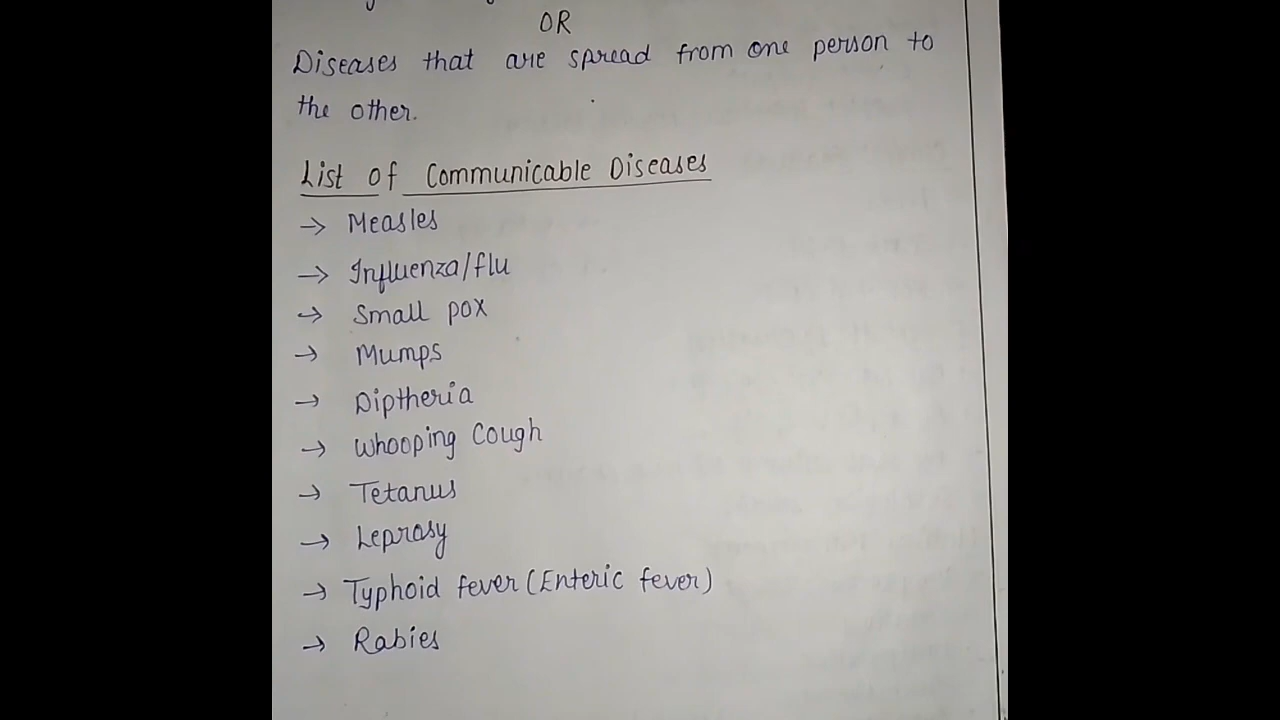 OR
Diseases that are spread from one person to
the other.
List of Communicable Diseases
→ Measles
→ Influenza/flu
→ Small pox
→ Mumps
→ Diptheria
→ Whooping Cough
→ Tetanus
→ Leprasy
→ Typhoid fever (Enteric fever)
→ Rabies